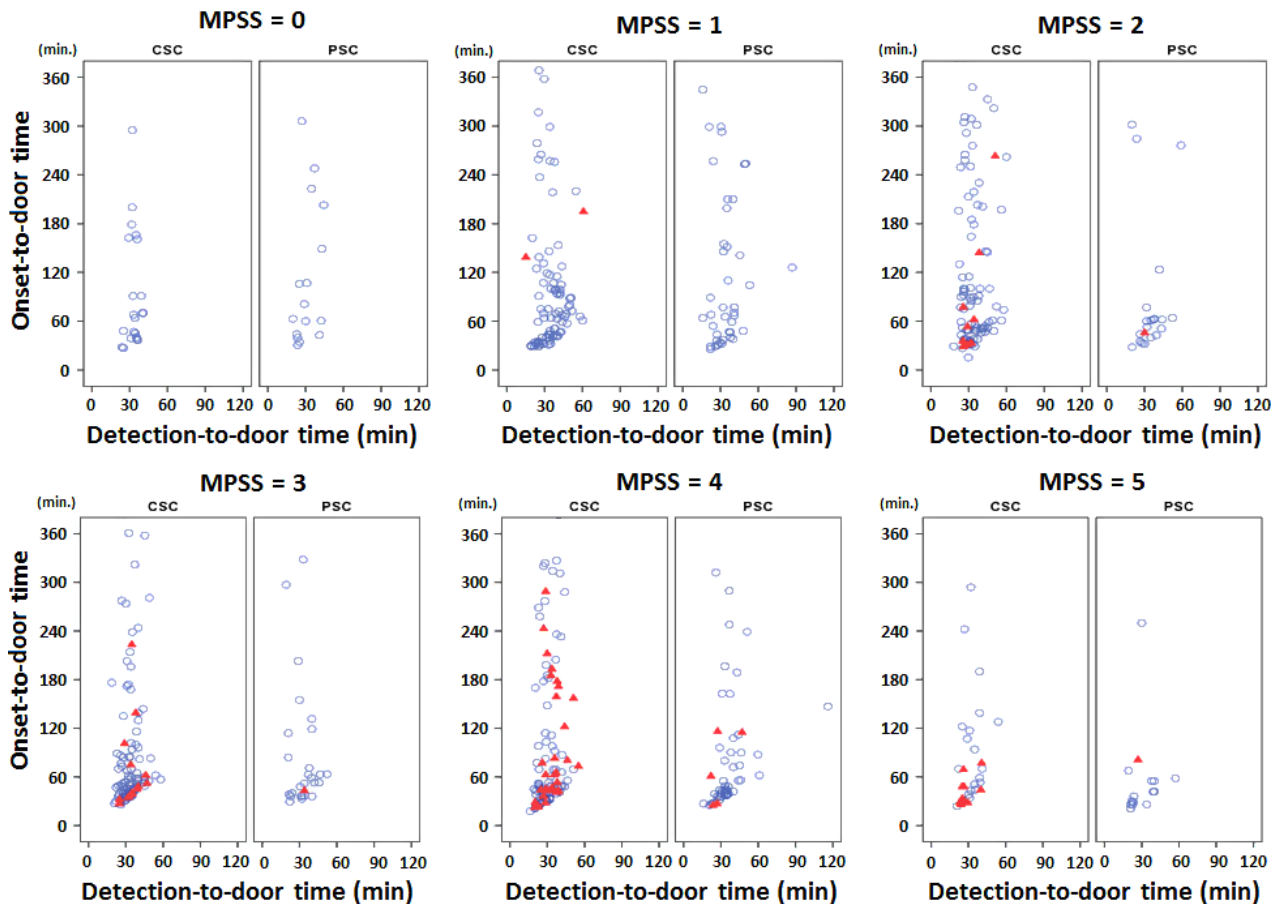 MPSS = 0
MPSS = 1
MPSS = 2
(min.) CSC PSC
(min.) CSC PSC
(min.) CSC PSC
Onset-to-door time
360
300
240
180
120
60
0
360
300
240
180
120
60
0
360
300
240
180
120
60
0
0 30 60 90 120 0 30 60 90 120
0 30 60 90 120 0 30 60 90 120
0 30 60 90 120 0 30 60 90 120
Detection-to-door time (min)
Detection-to-door time (min)
Detection-to-door time (min)
MPSS = 3
MPSS = 4
MPSS = 5
(min.) CSC PSC
(min.) CSC PSC
(min.) CSC PSC
Onset-to-door time
360
300
240
180
120
60
0
360
300
240
180
120
60
0
360
300
240
180
120
60
0
0 30 60 90 120 0 30 60 90 120
0 30 60 90 120 0 30 60 90 120
0 30 60 90 120 0 30 60 90 120
Detection-to-door time (min)
Detection-to-door time (min)
Detection-to-door time (min)